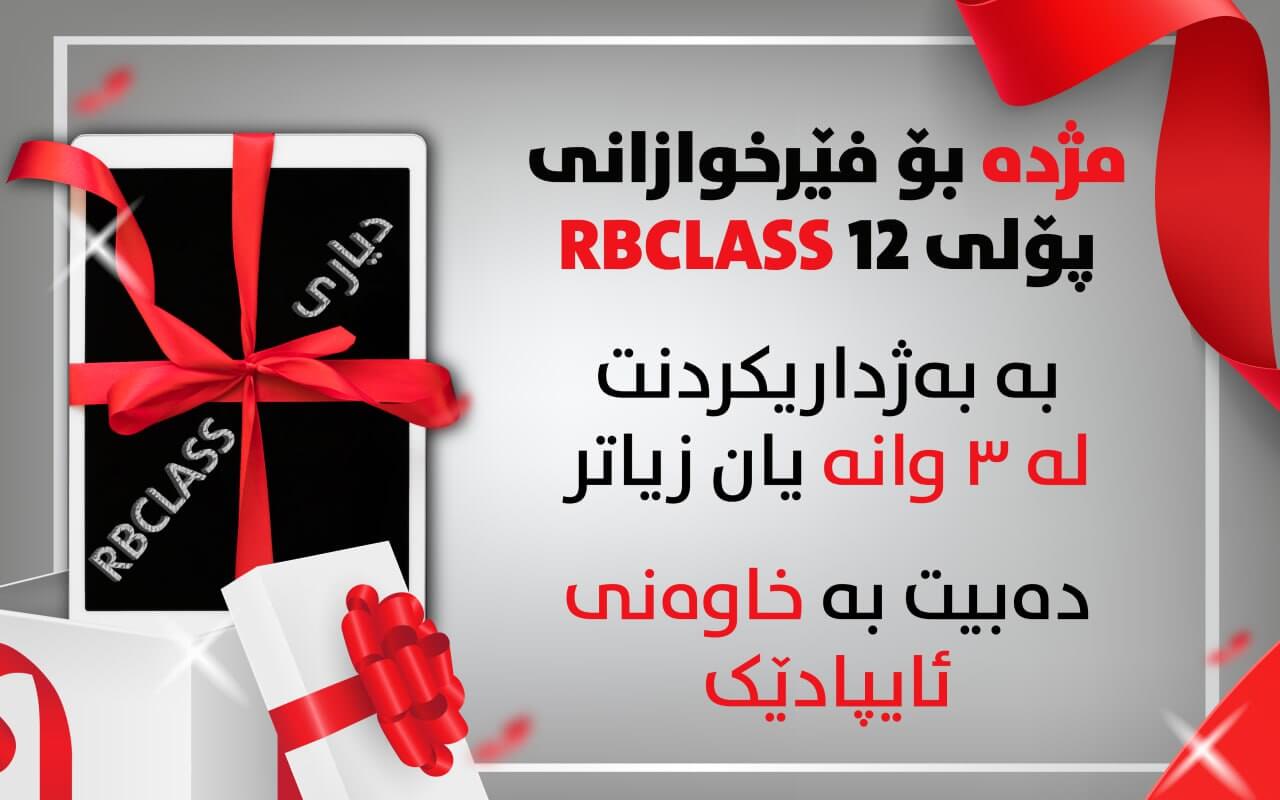 مژدە بۆ فێرخوازانی
پۆلی 12 RBCLASS
بە بەژداریکردنت
لە ٣ وانە یان زیاتر
دەبیت بە خاوەنی
ئایپادێک
دیاری
RBCLASS